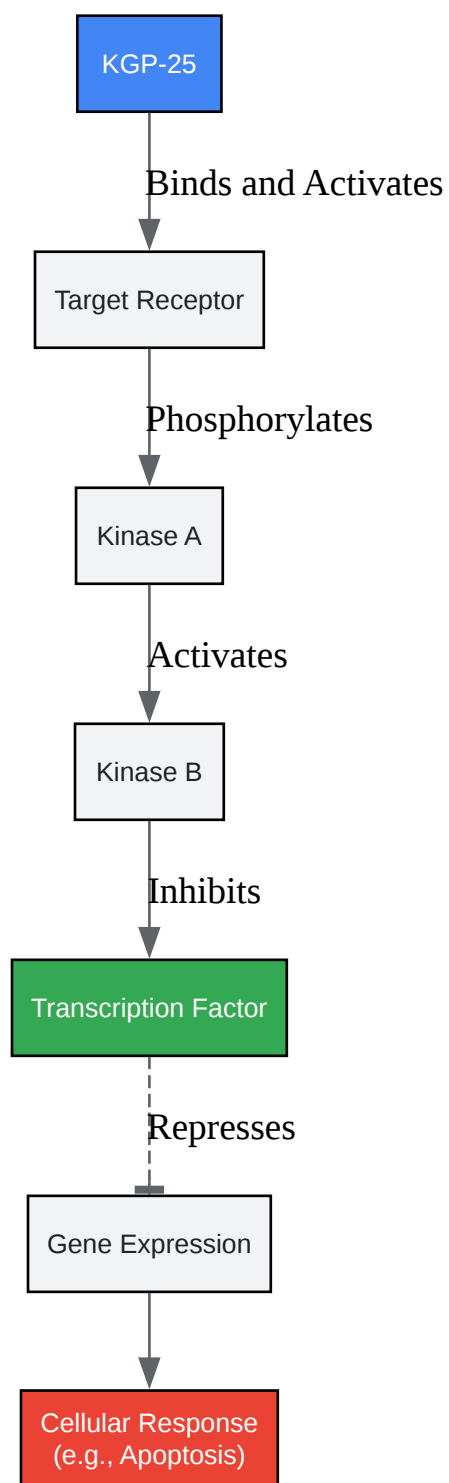 KGP-25
Binds and Activates
Target Receptor
Phosphorylates
Kinase A
Activates
Kinase B
Inhibits
Transcription Factor
Represses
Gene Expression
Cellular Response
(e.g., Apoptosis)